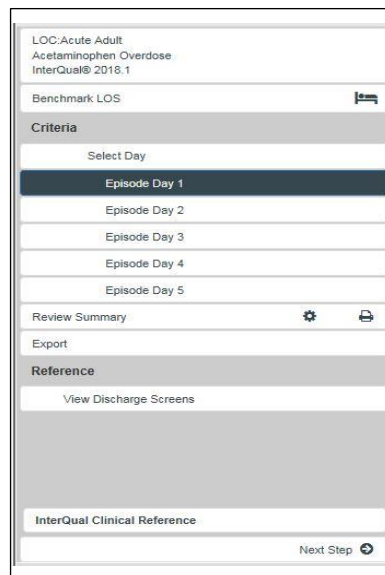 LOC:Acute Adult
Acetaminophen Overdose
InterQual® 2018.1
Benchmark LOS
Criteria
Select Day
Episode Day 1
Episode Day 2
Episode Day 3
Episode Day 4
Episode Day 5
Review Summary
Export
Reference
View Discharge Screens
InterQual Clinical Reference
Next Step